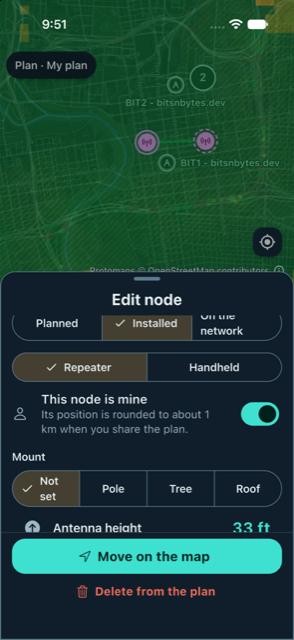 9:51
Plan · My plan
2
A
BIT2 - bitsnbytes.dev
A
BIT1 - bitsnbytes.dev
Protomaps © OpenStreetMap contributors
Edit node
Planned
Installed
On the
network
Repeater
Handheld
This node is mine
Its position is rounded to about 1
km when you share the plan.
Mount
Not
set
Pole
Tree
Roof
Antenna height
33 ft
Move on the map
Delete from the plan